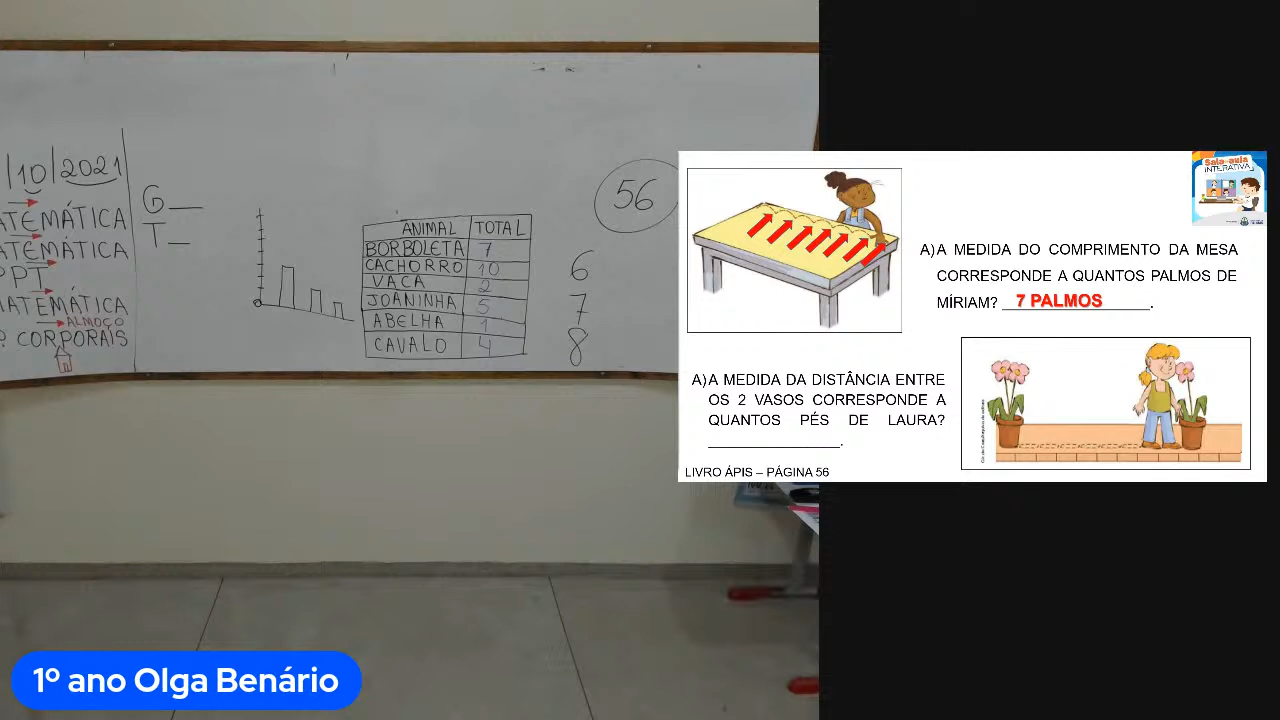 /10/2021
ATEMÁTICA
ATEMÁTICA
PPT
MATEMÁTICA
ALMOÇO
CORPORAIS
G
T
ANIMAL TOTAL
BORBOLETA 7
CACHORRO 10
VACA 2
JOANINHA 5
ABELHA 1
CAVALO 4
6
7
8
56
Sala de aula
INTERATIVA
A) A MEDIDA DO COMPRIMENTO DA MESA
CORRESPONDE A QUANTOS PALMOS DE
MÍRIAM? 7 PALMOS.
A) A MEDIDA DA DISTÂNCIA ENTRE
OS 2 VASOS CORRESPONDE A
QUANTOS PÉS DE LAURA?
.
LIVRO ÁPIS – PÁGINA 56
1º ano Olga Benário